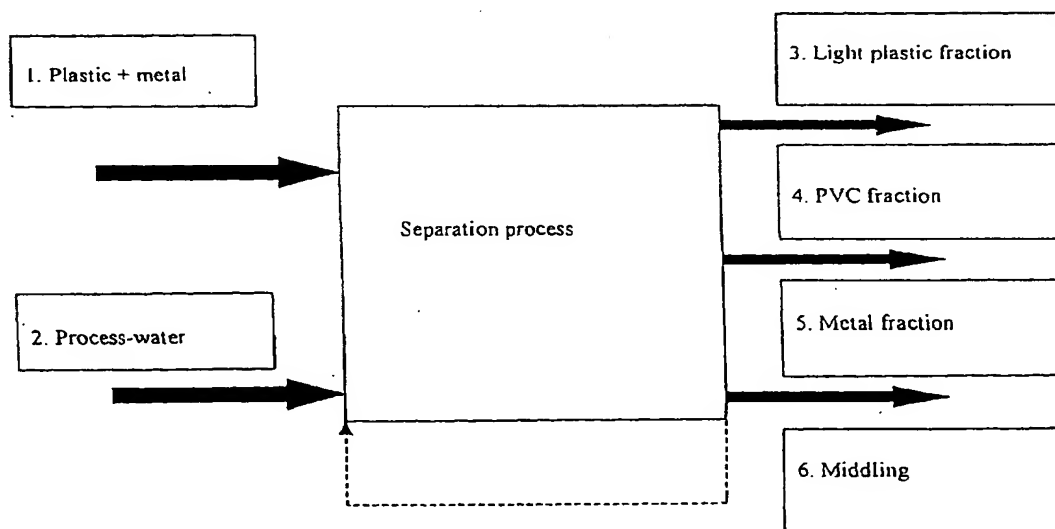 1. Plastic + metal
2. Process-water
Separation process
3. Light plastic fraction
4. PVC fraction
5. Metal fraction
6. Middling